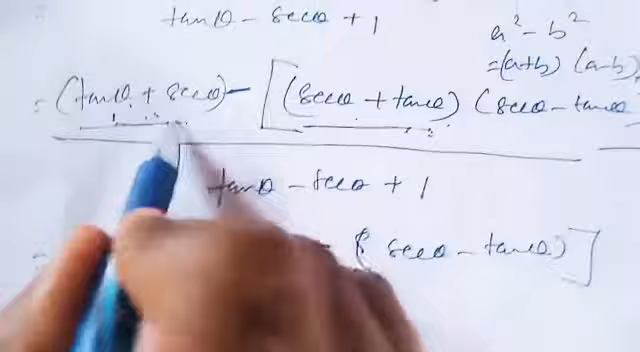 tanθ - secθ + 1
a² - b²
= (a+b) (a-b)
= (tanθ + secθ) - [(secθ + tanθ) (secθ - tanθ
tanθ - secθ + 1
= - (secθ - tanθ)]